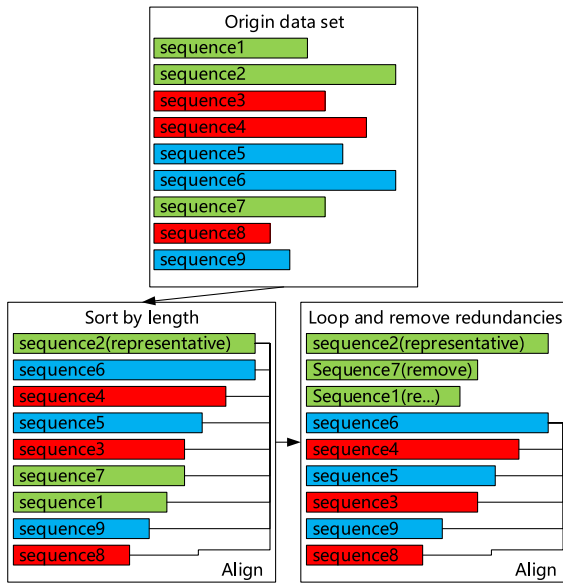 Origin data set
sequence1
sequence2
sequence3
sequence4
sequence5
sequence6
sequence7
sequence8
sequence9
Sort by length
sequence2(representative)
sequence6
sequence4
sequence5
sequence3
sequence7
sequence1
sequence9
sequence8
Align
Loop and remove redundancies
sequence2(representative)
Sequence7(remove)
Sequence1(re...)
sequence6
sequence4
sequence5
sequence3
sequence9
sequence8
Align